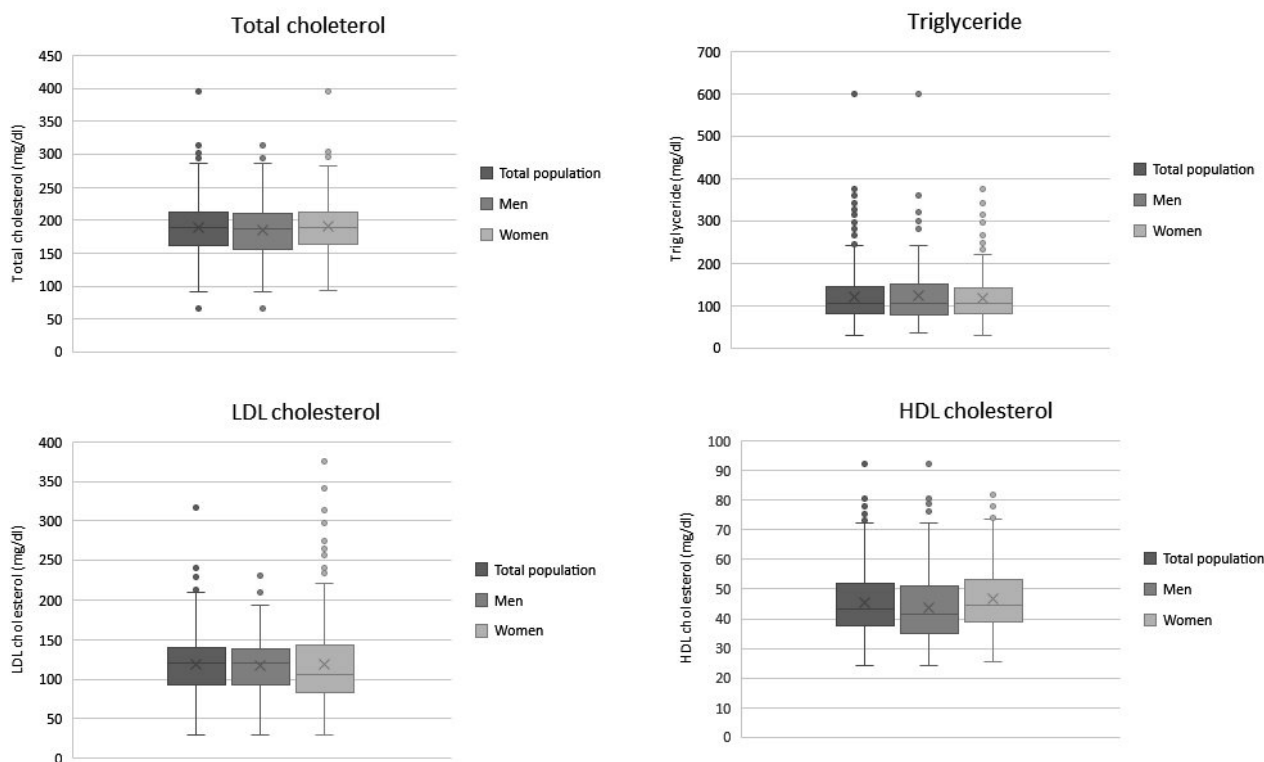 Total choleterol
450
400
350
300
250
200
150
100
50
0
Total cholesterol (mg/dl)
Total population
Men
Women
Triglyceride
700
600
500
400
300
200
100
0
Triglyceride (mg/dl)
Total population
Men
Women
LDL cholesterol
400
350
300
250
200
150
100
50
0
LDL cholesterol (mg/dl)
Total population
Men
Women
HDL cholesterol
100
90
80
70
60
50
40
30
20
10
0
HDL cholesterol (mg/dl)
Total population
Men
Women